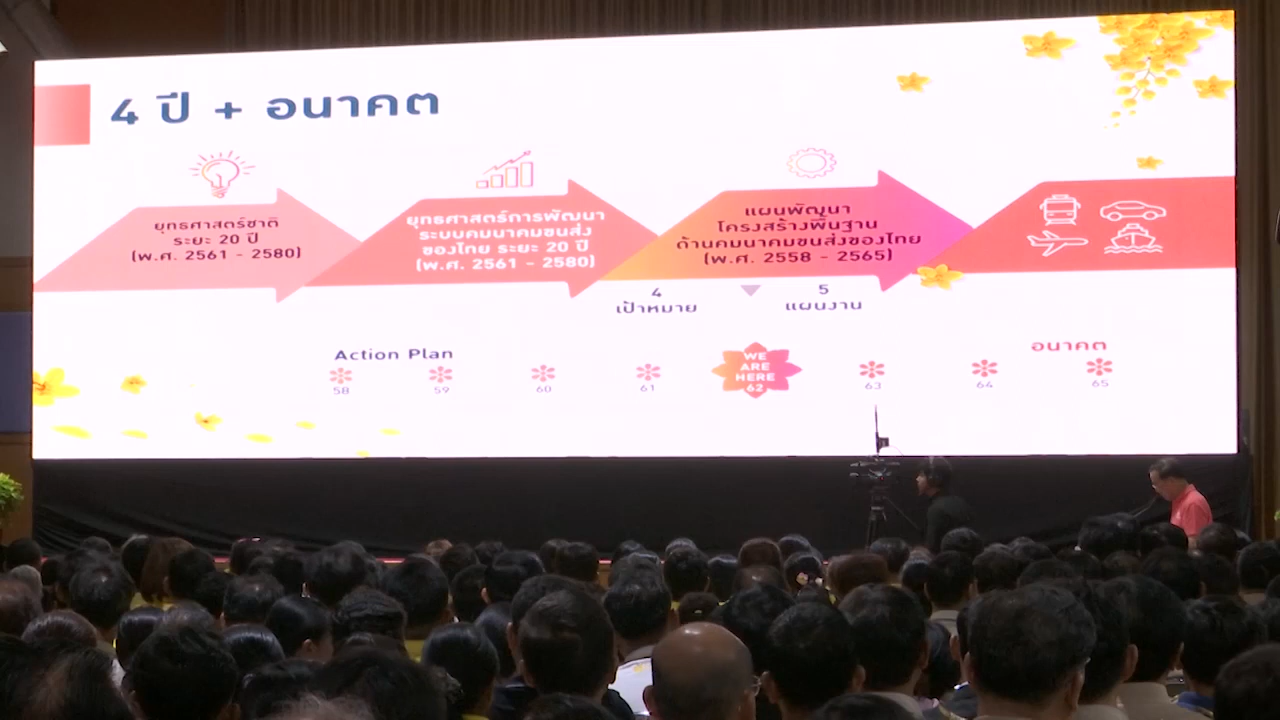 4 ปี + อนาคต
ยุทธศาสตร์ชาติ
ระยะ 20 ปี
(พ.ศ. 2561 - 2580)
ยุทธศาสตร์การพัฒนา
ระบบคมนาคมขนส่ง
ของไทย ระยะ 20 ปี
(พ.ศ. 2561 - 2580)
แผนพัฒนา
โครงสร้างพื้นฐาน
ด้านคมนาคมขนส่งของไทย
(พ.ศ. 2558 - 2565)
4
เป้าหมาย
5
แผนงาน
Action Plan
อนาคต
58
59
60
61
WE
ARE
HERE
62
63
64
65